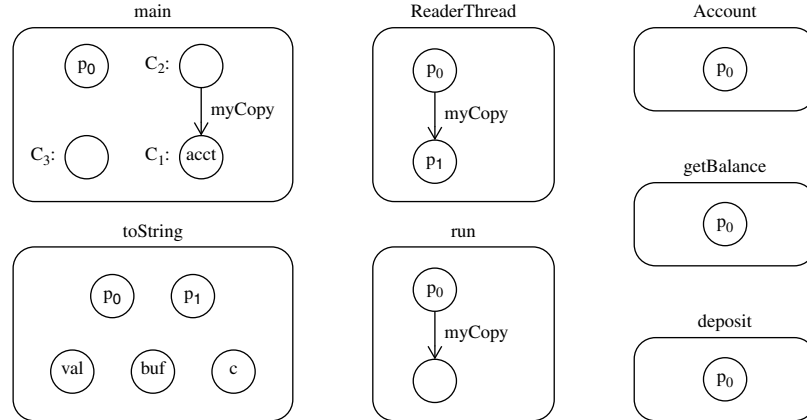 main
p0
C2:
myCopy
C3:
C1:
acct
ReaderThread
p0
myCopy
p1
Account
p0
getBalance
p0
toString
p0
p1
val
buf
c
run
p0
myCopy
deposit
p0